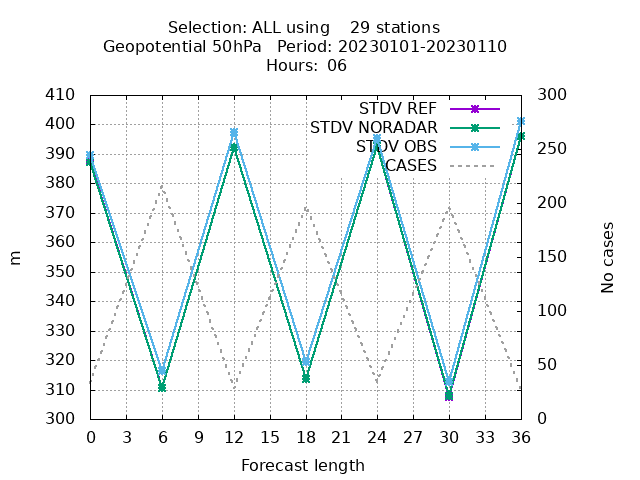 Selection: ALL using    29 stations
Geopotential 50hPa   Period: 20230101-20230110
Hours:  06
STDV REF
STDV NORADAR
STDV OBS
CASES
410
400
390
380
370
360
350
340
330
320
310
300
m
300
250
200
150
100
50
0
No cases
0 3 6 9 12 15 18 21 24 27 30 33 36
Forecast length